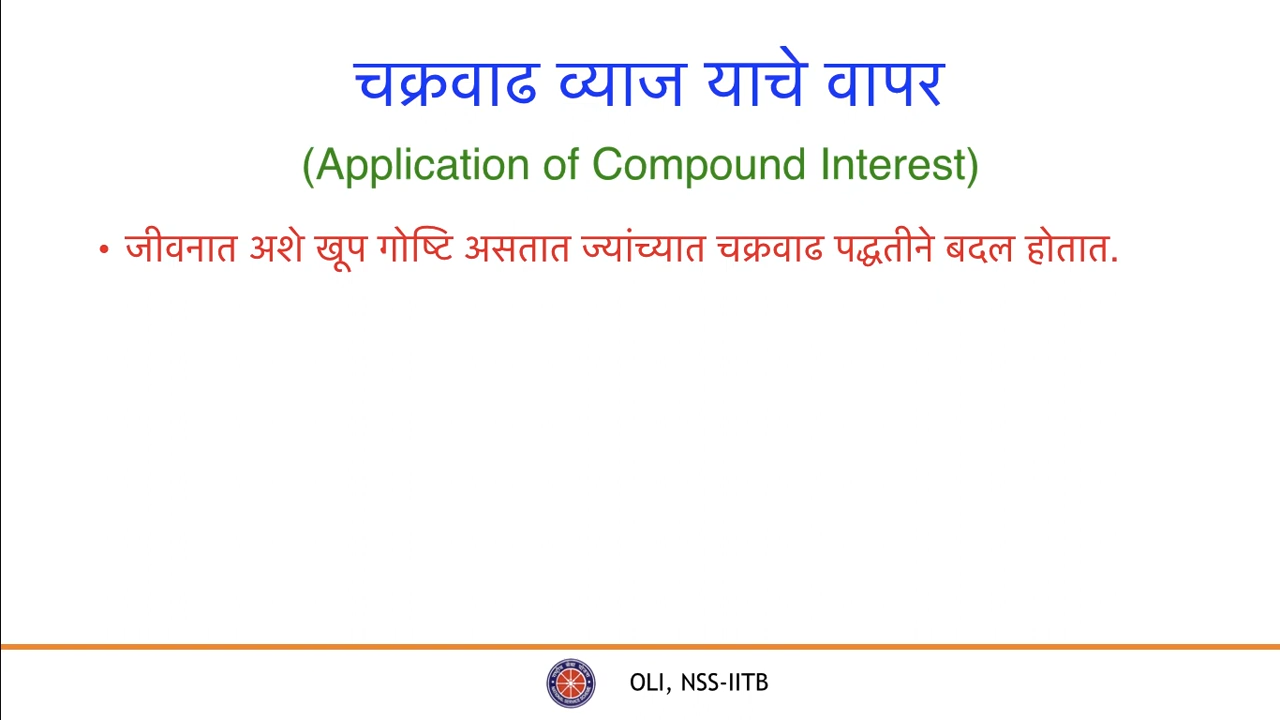 चक्रवाढ व्याज याचे वापर
(Application of Compound Interest)
• जीवनात अशे खूप गोष्टि असतात ज्यांच्यात चक्रवाढ पद्धतीने बदल होतात.
OLI, NSS-IITB